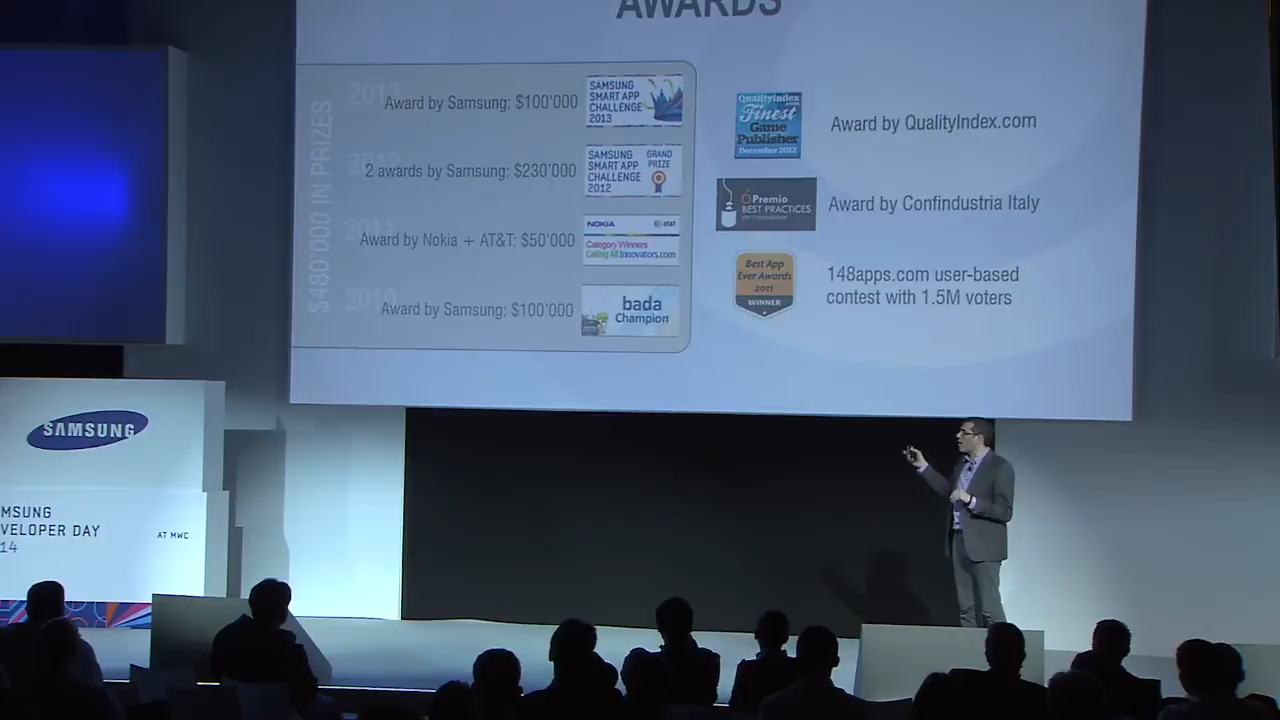 AWARDS
$480'000 IN PRIZES
2013
Award by Samsung: $100'000
SAMSUNG
SMART APP
CHALLENGE
2013
2012
2 awards by Samsung: $230'000
SAMSUNG
SMART APP
CHALLENGE
2012
GRAND
PRIZE
2011
Award by Nokia + AT&T: $50'000
NOKIA
at&t
Category Winners
Calling All Innovators.com
2010
Award by Samsung: $100'000
bada
Champion
QualityIndex
.com
Finest
Game
Publisher
December 2012
Award by QualityIndex.com
Premio
BEST PRACTICES
Award by Confindustria Italy
Best App
Ever Awards
2011
WINNER
148apps.com user-based
contest with 1.5M voters
SAMSUNG
MSUNG
VELOPER DAY
14
AT MWC